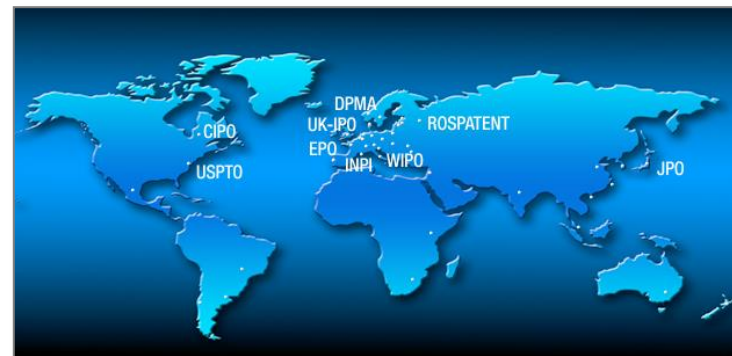 DPMA
UK-IPO
ROSPATENT
CIPO
EPO
INPI
WIPO
USPTO
JPO